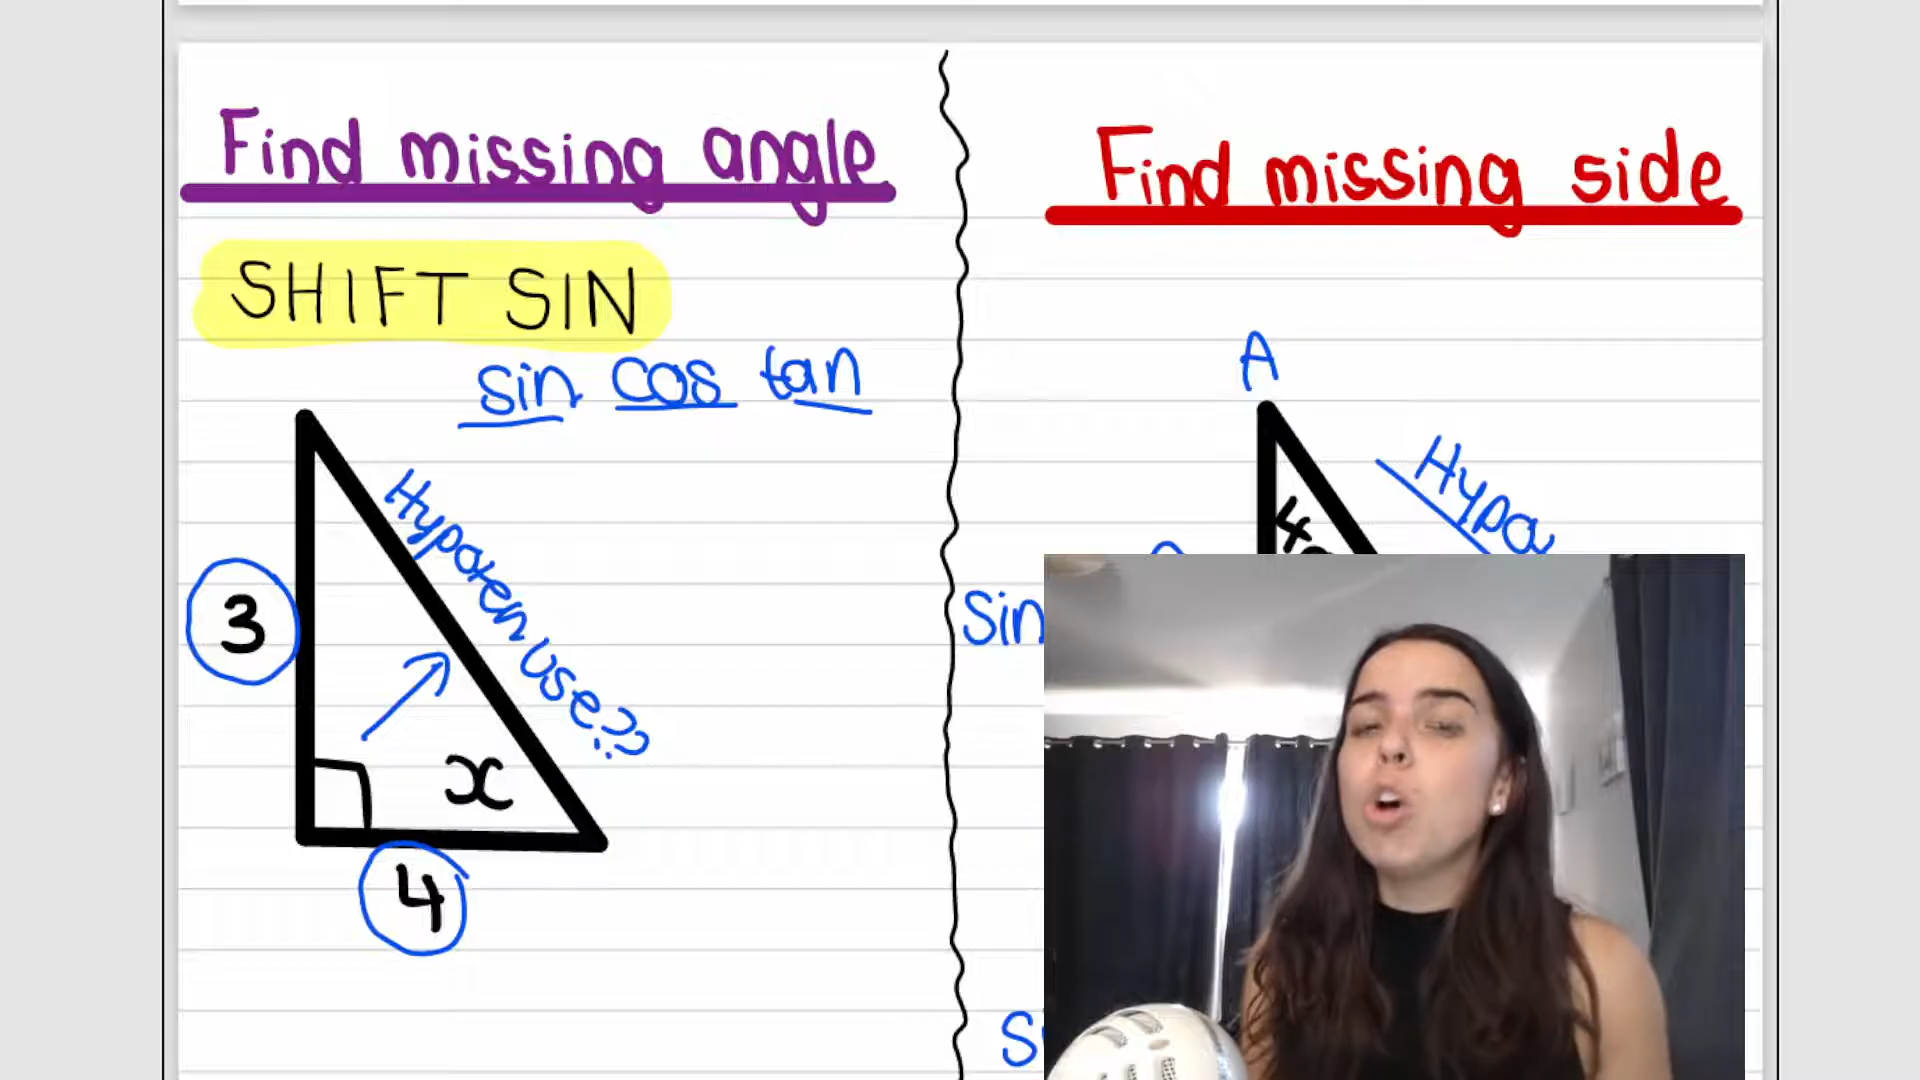 Find missing angle
SHIFT SIN
sin cos tan
Hypotenuse??
3
x
4
Find missing side
A
Sin